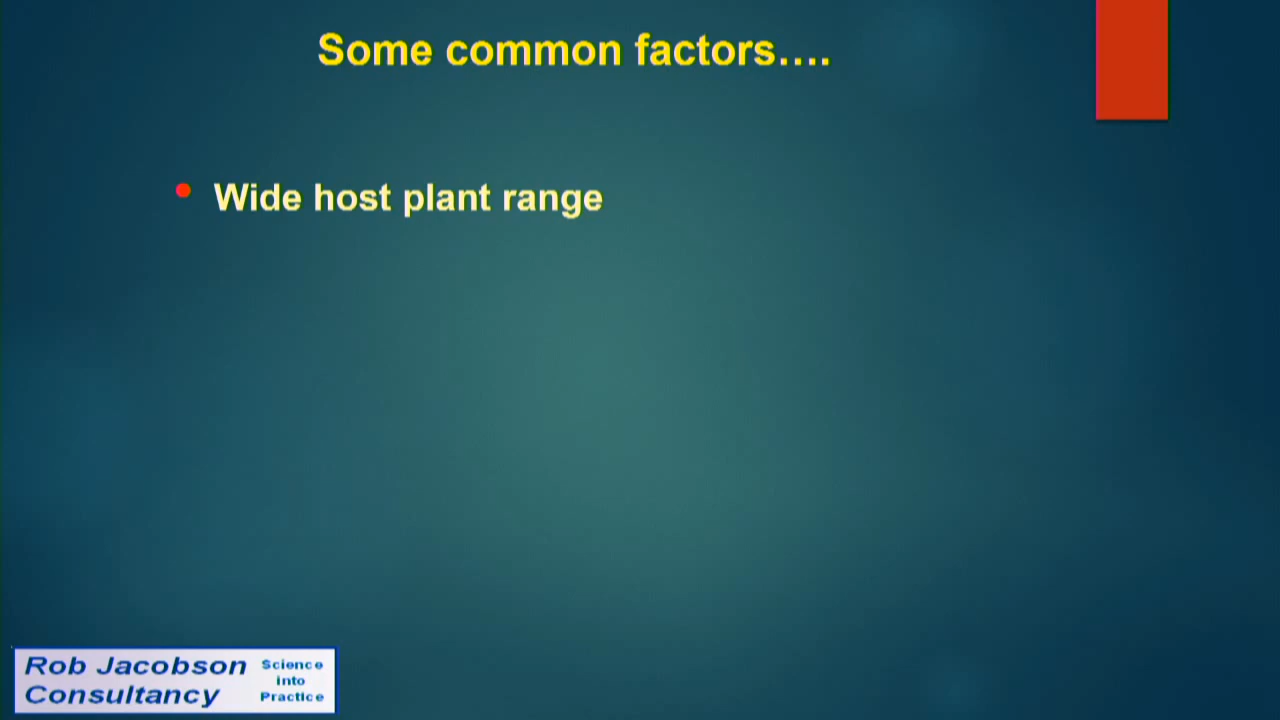 Some common factors....
• Wide host plant range
Rob Jacobson
Consultancy
Science
into
Practice